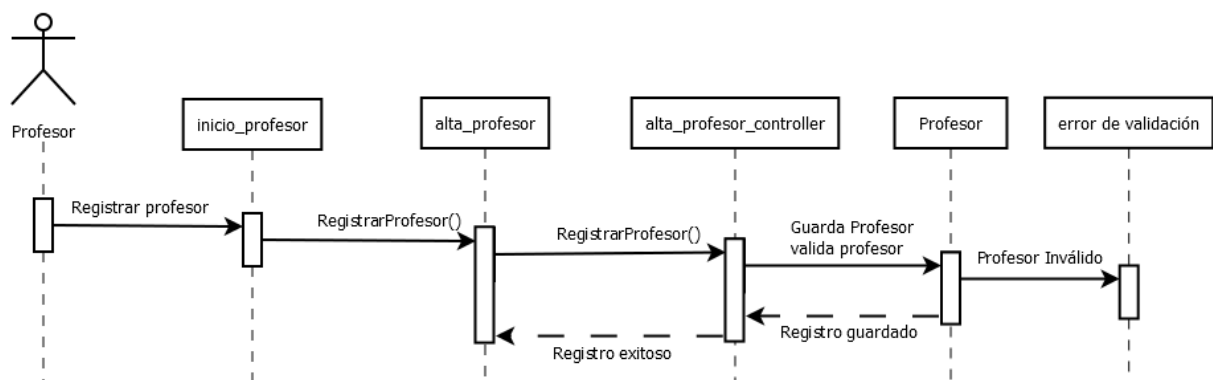 Profesor
inicio_profesor
alta_profesor
alta_profesor_controller
Profesor
error de validación
Registrar profesor
RegistrarProfesor()
RegistrarProfesor()
Guarda Profesor
valida profesor
Profesor Inválido
Registro guardado
Registro exitoso